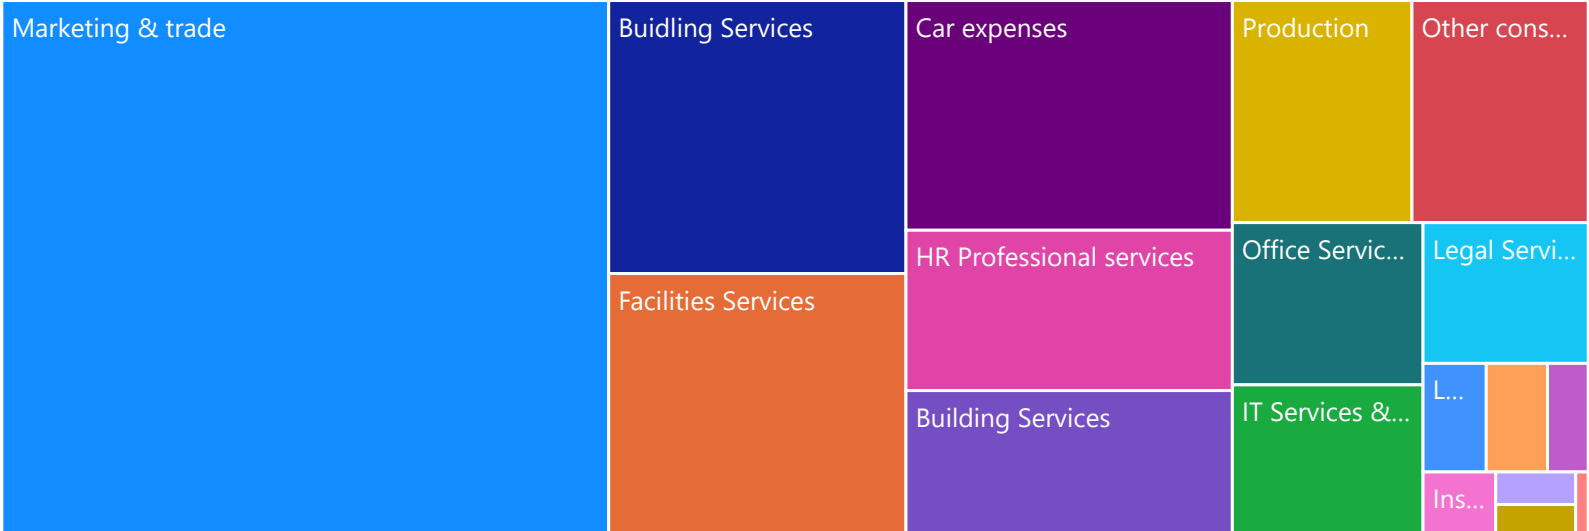 Marketing & trade
Buidling Services
Car expenses
Production
Other cons...
HR Professional services
Office Servic...
Legal Servi...
Facilities Services
Building Services
IT Services &...
L...
Ins...